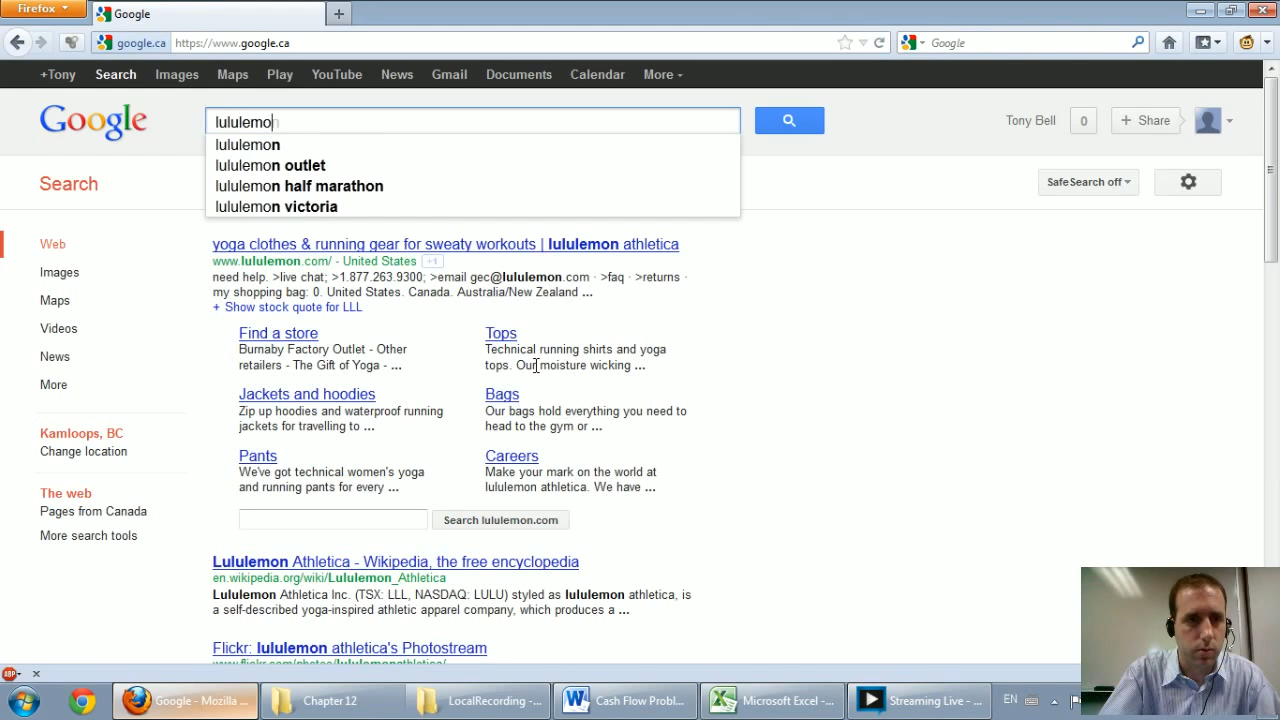 Firefox
Google
google.ca
https://www.google.ca
Google
+Tony Search Images Maps Play YouTube News Gmail Documents Calendar More
Google
lululemon
Tony Bell
0
+ Share
lululemon
lululemon outlet
lululemon half marathon
lululemon victoria
Search
SafeSearch off
Web
Images
Maps
Videos
News
More
Kamloops, BC
Change location
The web
Pages from Canada
More search tools
yoga clothes & running gear for sweaty workouts | lululemon athletica
www.lululemon.com/ - United States +1
need help. >live chat; >1.877.263.9300; >email gec@lululemon.com · >faq · >returns ·
my shopping bag: 0. United States. Canada. Australia/New Zealand ...
+ Show stock quote for LLL
Find a store
Burnaby Factory Outlet - Other
retailers - The Gift of Yoga - ...
Tops
Technical running shirts and yoga
tops. Our moisture wicking ...
Jackets and hoodies
Zip up hoodies and waterproof running
jackets for travelling to ...
Bags
Our bags hold everything you need to
head to the gym or ...
Pants
We've got technical women's yoga
and running pants for every ...
Careers
Make your mark on the world at
lululemon athletica. We have ...
Search lululemon.com
Lululemon Athletica - Wikipedia, the free encyclopedia
en.wikipedia.org/wiki/Lululemon_Athletica
Lululemon Athletica Inc. (TSX: LLL, NASDAQ: LULU) styled as lululemon athletica, is
a self-described yoga-inspired athletic apparel company, which produces a ...
Flickr: lululemon athletica's Photostream
www.flickr.com/photos/lululemonathletica/
ABP
Google - Mozilla ...
Chapter 12
LocalRecording - ...
Cash Flow Probl...
Microsoft Excel - ...
Streaming Live - ...
EN